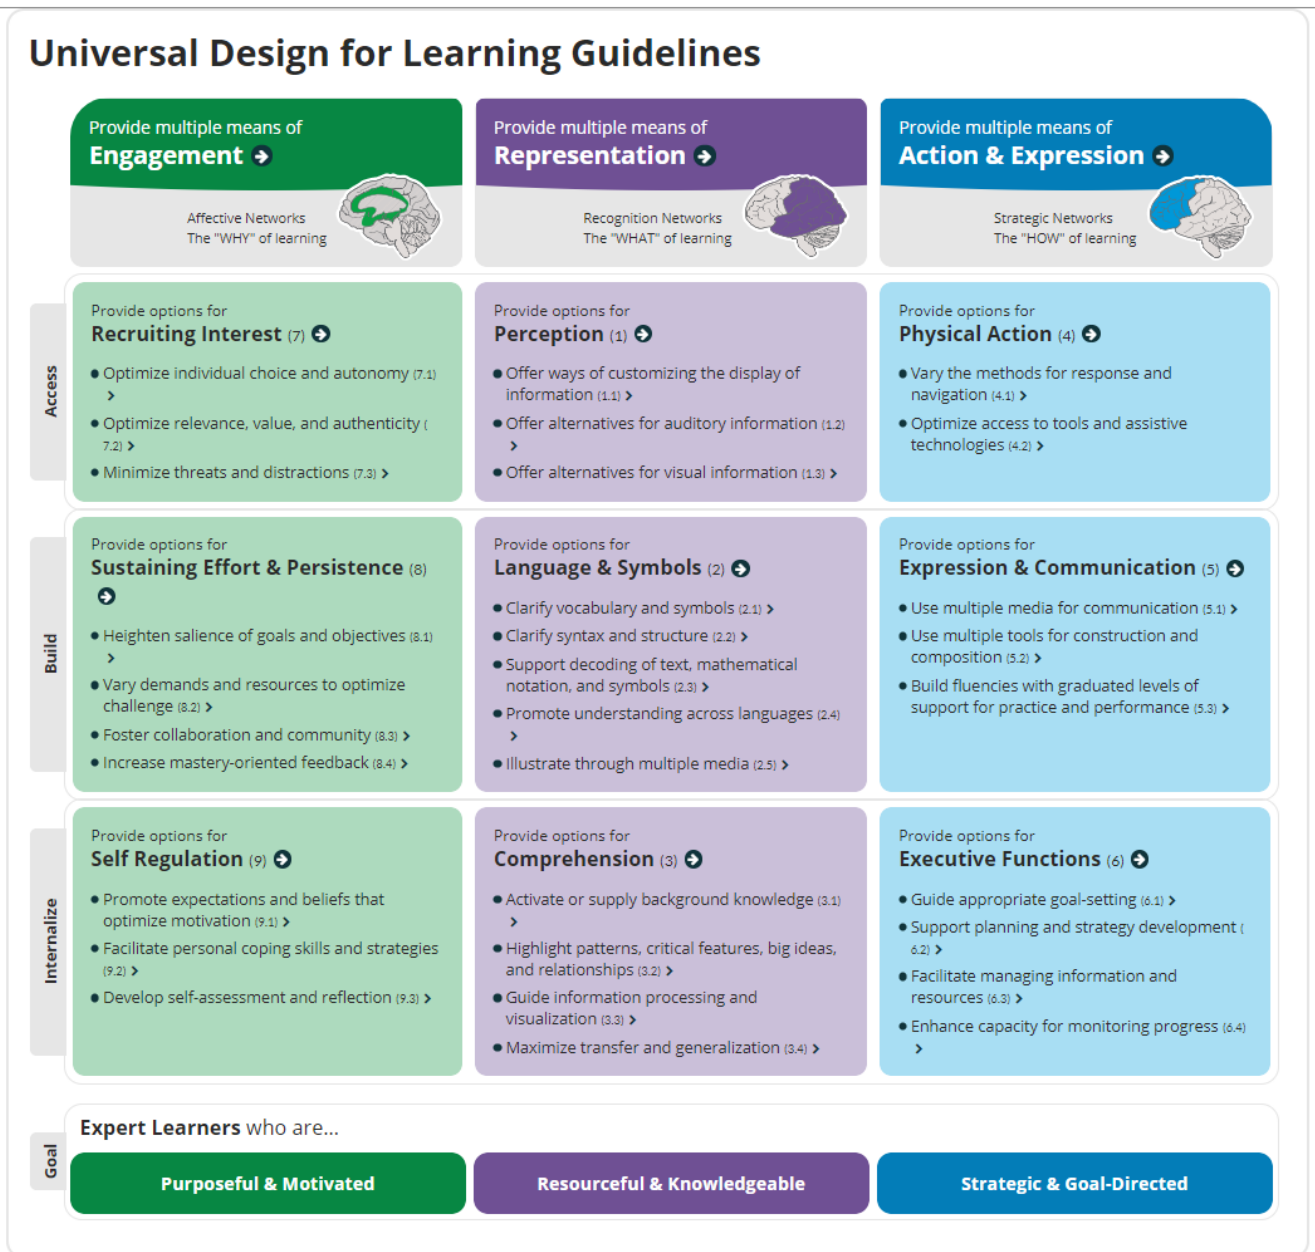 Universal Design for Learning Guidelines
Provide multiple means of
Engagement
Affective Networks
The "WHY" of learning
Provide multiple means of
Representation
Recognition Networks
The "WHAT" of learning
Provide multiple means of
Action & Expression
Strategic Networks
The "HOW" of learning
Access
Provide options for
Recruiting Interest (7)
Optimize individual choice and autonomy (7.1)
Optimize relevance, value, and authenticity (
7.2)
Minimize threats and distractions (7.3)
Provide options for
Perception (1)
Offer ways of customizing the display of
information (1.1)
Offer alternatives for auditory information (1.2)
Offer alternatives for visual information (1.3)
Provide options for
Physical Action (4)
Vary the methods for response and
navigation (4.1)
Optimize access to tools and assistive
technologies (4.2)
Build
Provide options for
Sustaining Effort & Persistence (8)
Heighten salience of goals and objectives (8.1)
Vary demands and resources to optimize
challenge (8.2)
Foster collaboration and community (8.3)
Increase mastery-oriented feedback (8.4)
Provide options for
Language & Symbols (2)
Clarify vocabulary and symbols (2.1)
Clarify syntax and structure (2.2)
Support decoding of text, mathematical
notation, and symbols (2.3)
Promote understanding across languages (2.4)
Illustrate through multiple media (2.5)
Provide options for
Expression & Communication (5)
Use multiple media for communication (5.1)
Use multiple tools for construction and
composition (5.2)
Build fluencies with graduated levels of
support for practice and performance (5.3)
Internalize
Provide options for
Self Regulation (9)
Promote expectations and beliefs that
optimize motivation (9.1)
Facilitate personal coping skills and strategies
(9.2)
Develop self-assessment and reflection (9.3)
Provide options for
Comprehension (3)
Activate or supply background knowledge (3.1)
Highlight patterns, critical features, big ideas,
and relationships (3.2)
Guide information processing and
visualization (3.3)
Maximize transfer and generalization (3.4)
Provide options for
Executive Functions (6)
Guide appropriate goal-setting (6.1)
Support planning and strategy development (
6.2)
Facilitate managing information and
resources (6.3)
Enhance capacity for monitoring progress (6.4)
Goal
Expert Learners who are...
Purposeful & Motivated
Resourceful & Knowledgeable
Strategic & Goal-Directed